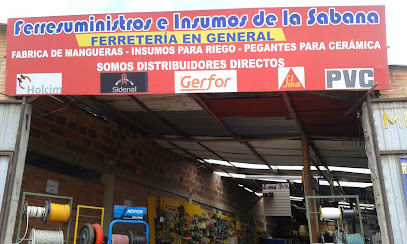 Ferresuministros e Insumos de la Sabana
FERRETERÍA EN GENERAL
FABRICA DE MANGUERAS - INSUMOS PARA RIEGO - PEGANTES PARA CERÁMICA
SOMOS DISTRIBUIDORES DIRECTOS
Holcim
Sidenal
Gerfor
Sika
PVC
NORTON